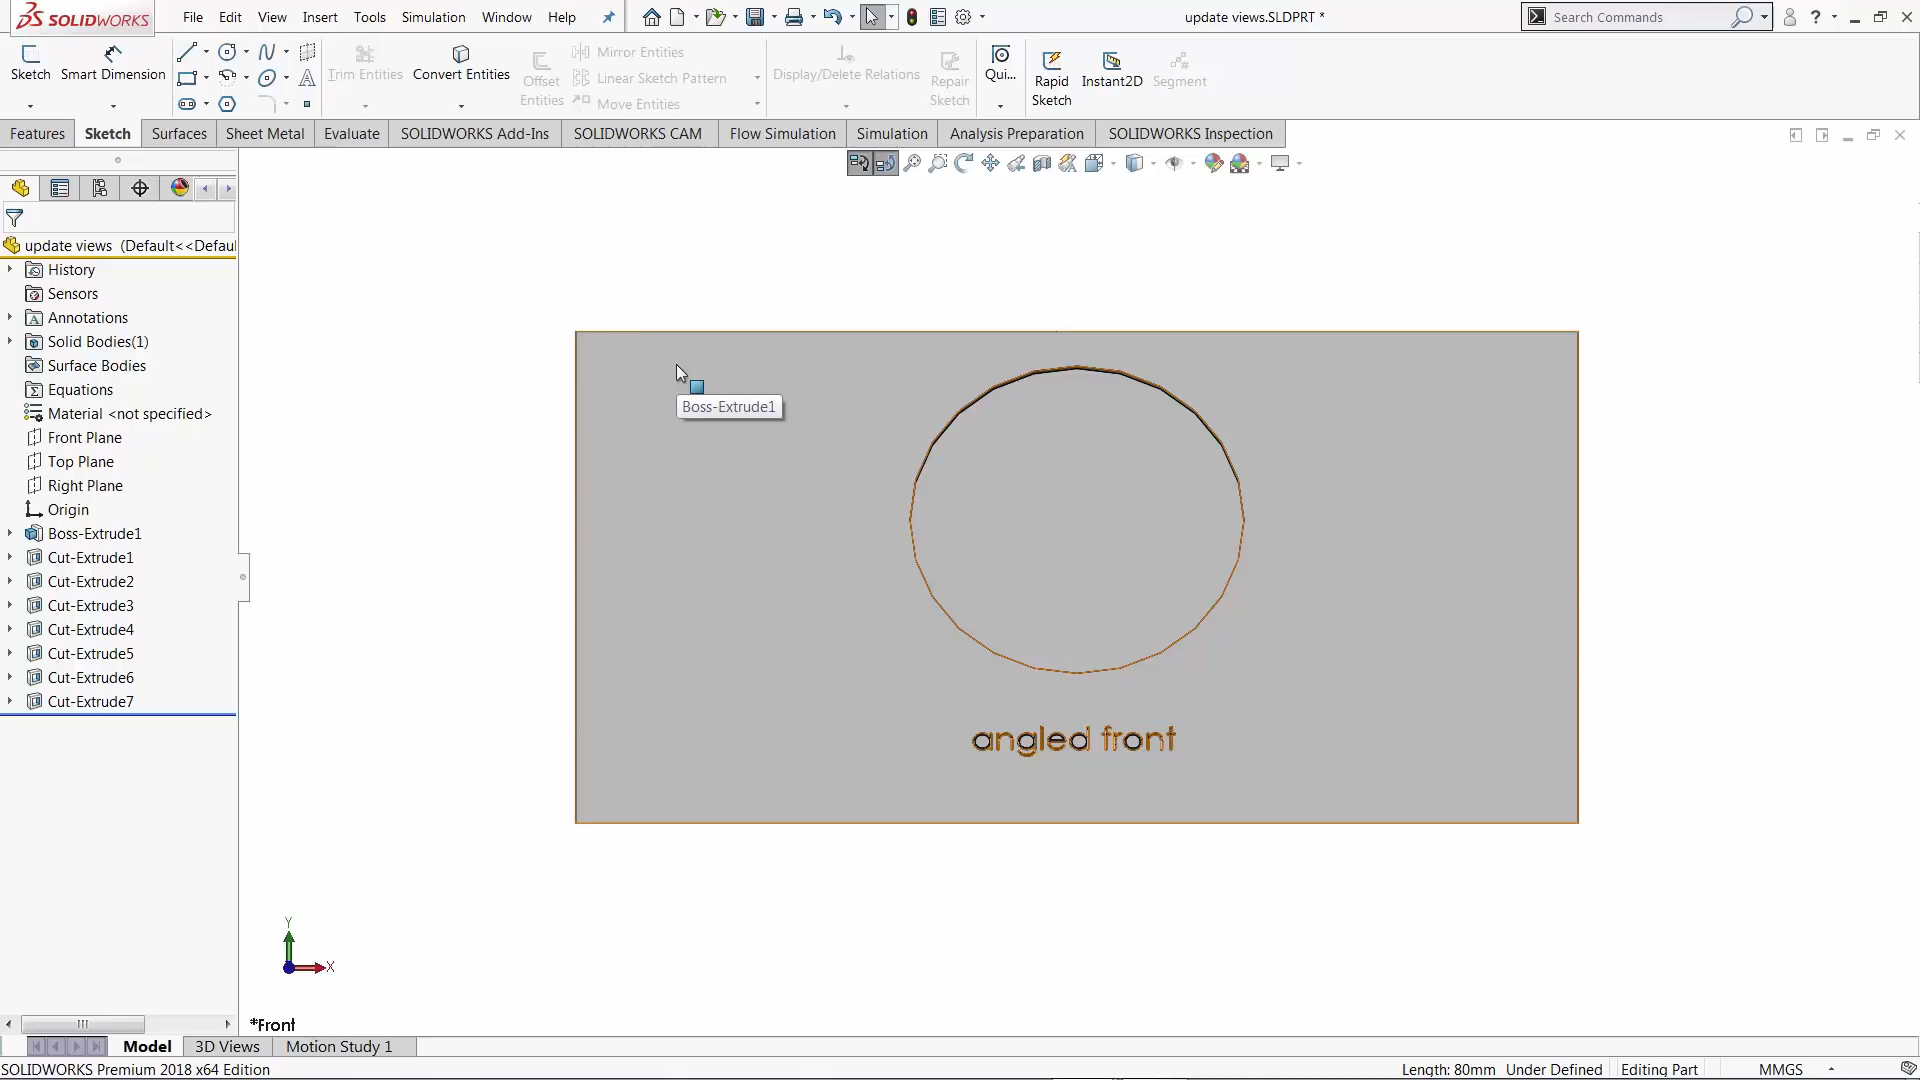 SOLIDWORKS File Edit View Insert Tools Simulation Window Help update views.SLDPRT * Search Commands ?
Sketch Smart Dimension Trim Entities Convert Entities Offset Entities Mirror Entities Display/Delete Relations Repair Sketch Qui... Rapid Sketch Instant2D Segment
Linear Sketch Pattern
Move Entities
Features Sketch Surfaces Sheet Metal Evaluate SOLIDWORKS Add-Ins SOLIDWORKS CAM Flow Simulation Simulation Analysis Preparation SOLIDWORKS Inspection
update views (Default<<Defaul
History
Sensors
Annotations
Solid Bodies(1)
Surface Bodies
Equations
Material <not specified>
Front Plane
Top Plane
Right Plane
Origin
Boss-Extrude1
Cut-Extrude1
Cut-Extrude2
Cut-Extrude3
Cut-Extrude4
Cut-Extrude5
Cut-Extrude6
Cut-Extrude7
Boss-Extrude1
angled front
Y
X
*Front
Model 3D Views Motion Study 1
SOLIDWORKS Premium 2018 x64 Edition Length: 80mm Under Defined Editing Part MMGS